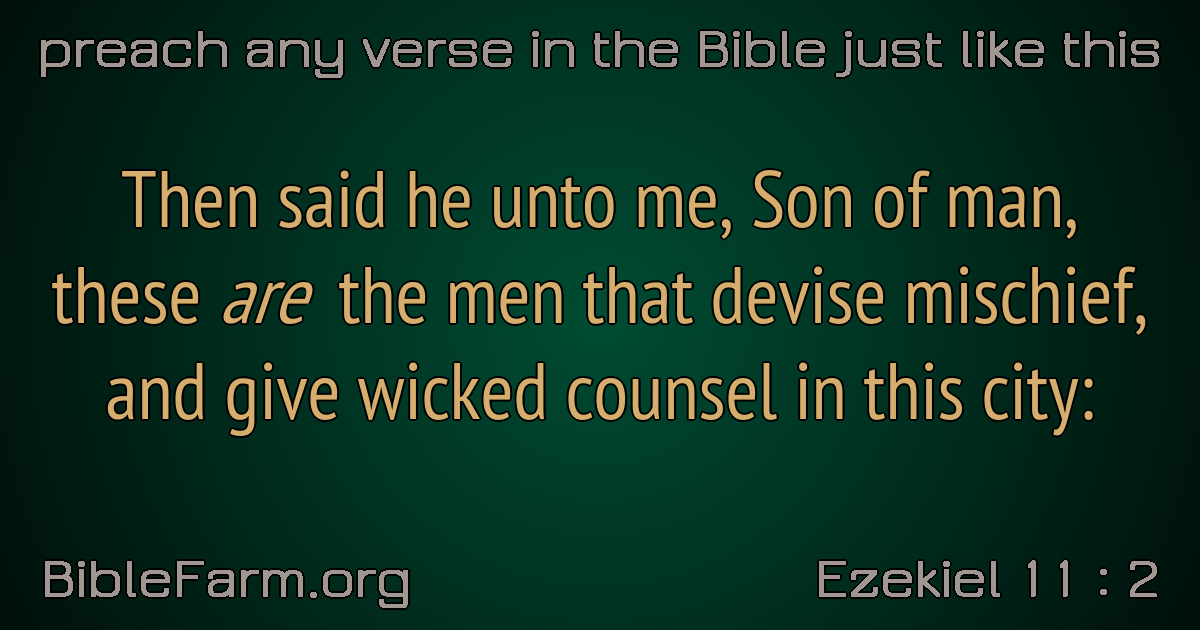 preach any verse in the Bible just like this
Then said he unto me, Son of man,
these are the men that devise mischief,
and give wicked counsel in this city:
BibleFarm.org
Ezekiel 11 : 2